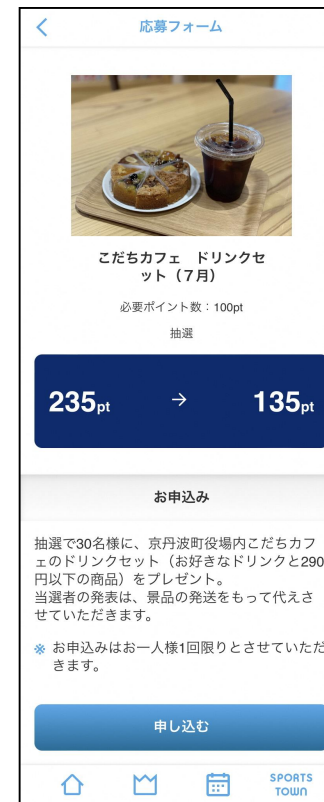 応募フォーム
こだちカフェ　ドリンクセ
ット（7月）
必要ポイント数：100pt
抽選
235pt → 135pt
お申込み
抽選で30名様に、京丹波町役場内こだちカフ
ェのドリンクセット（お好きなドリンクと290
円以下の商品）をプレゼント。
当選者の発表は、景品の発送をもって代えさ
せていただきます。
※ お申込みはお一人様1回限りとさせていただ
きます。
申し込む
SPORTS
TOWN